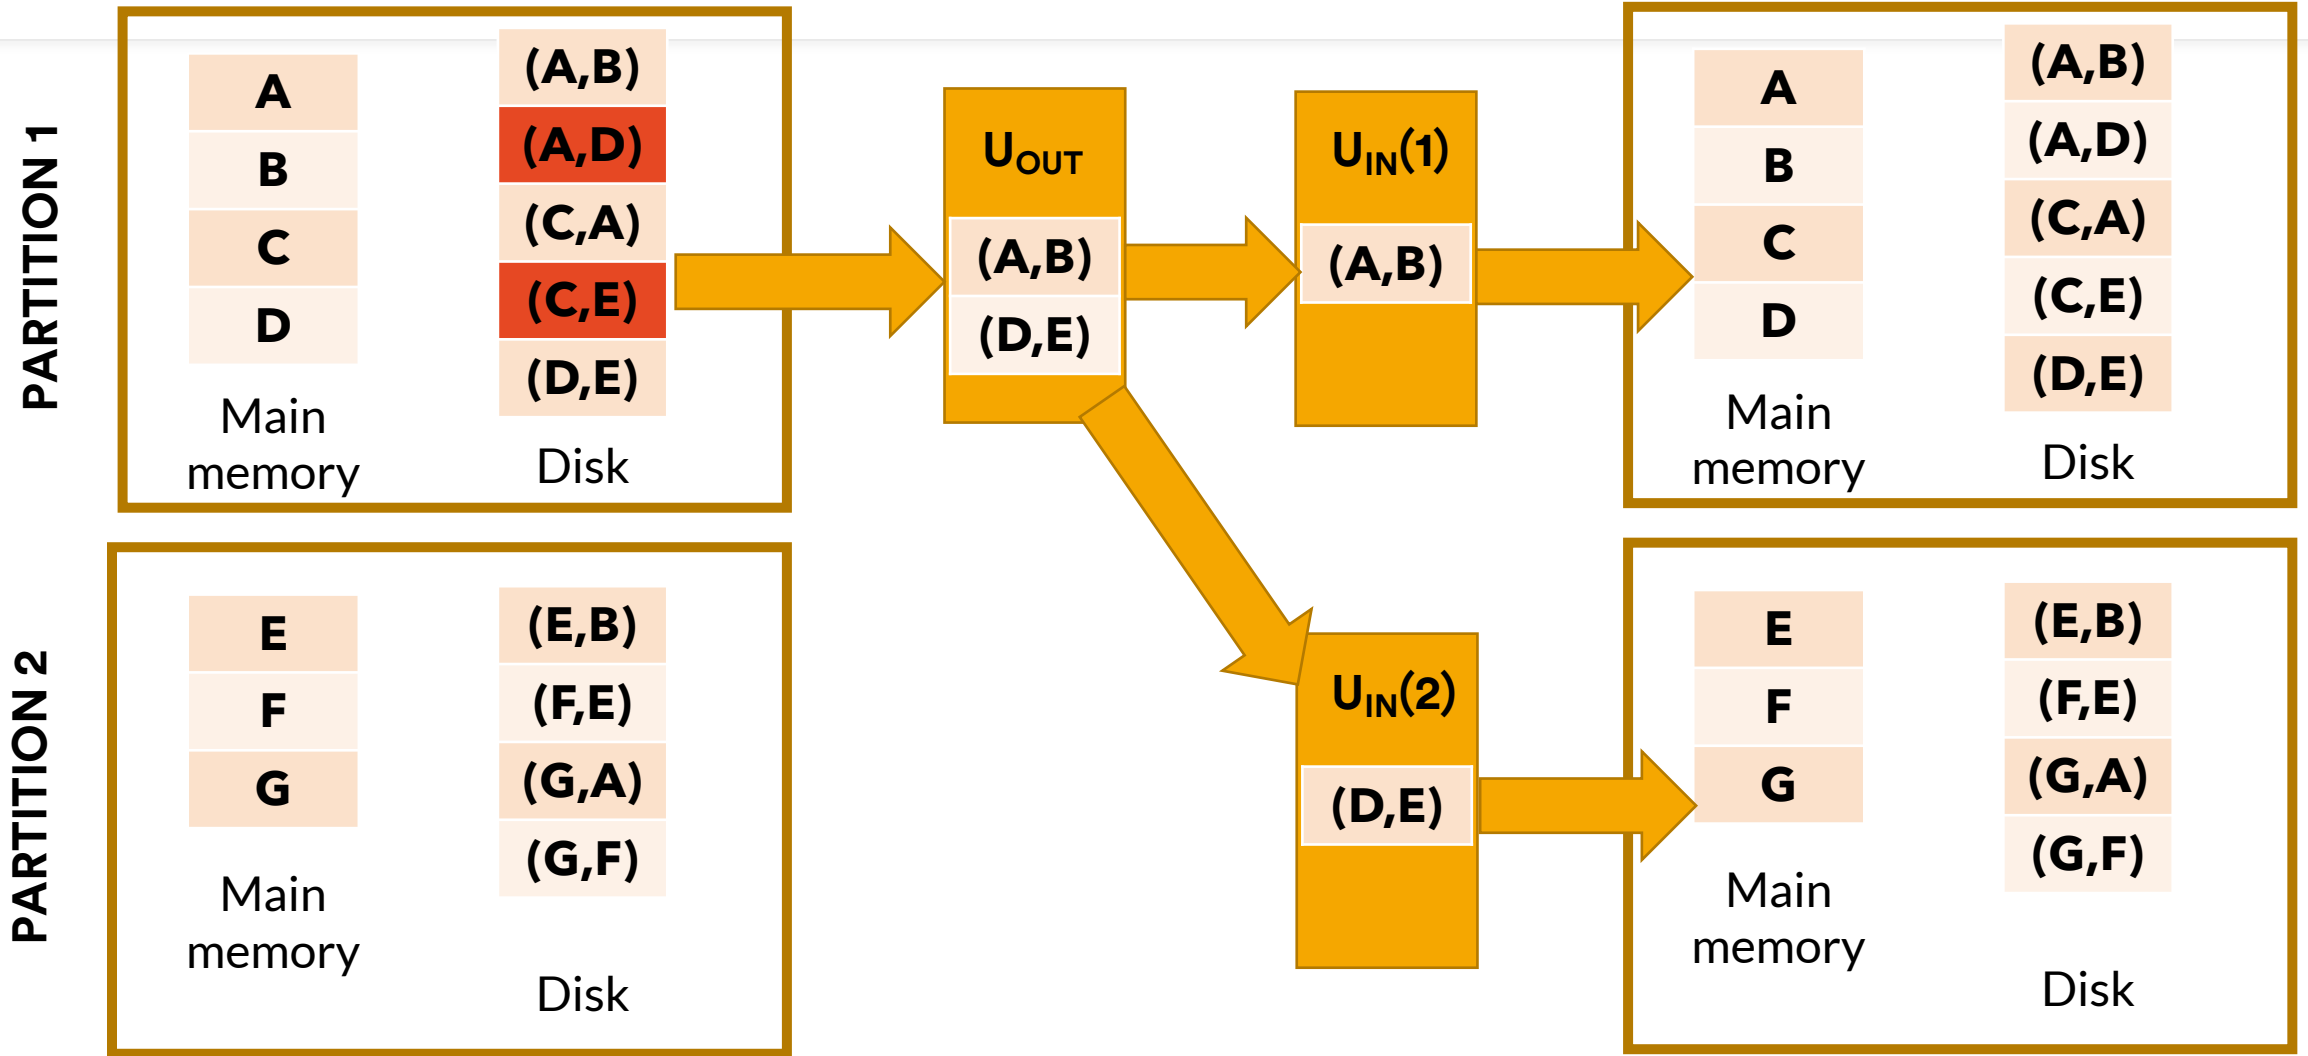 PARTITION 1
A
B
C
D
Main
memory
(A,B)
(A,D)
(C,A)
(C,E)
(D,E)
Disk
UOUT
(A,B)
(D,E)
UIN(1)
(A,B)
A
B
C
D
Main
memory
(A,B)
(A,D)
(C,A)
(C,E)
(D,E)
Disk
PARTITION 2
E
F
G
Main
memory
(E,B)
(F,E)
(G,A)
(G,F)
Disk
UIN(2)
(D,E)
E
F
G
Main
memory
(E,B)
(F,E)
(G,A)
(G,F)
Disk